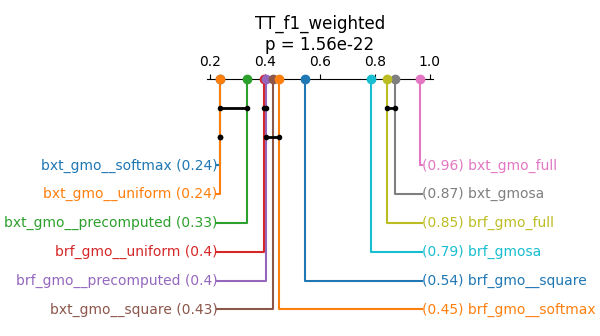 TT_f1_weighted
p = 1.56e-22
0.2 0.4 0.6 0.8 1.0
bxt_gmo__softmax (0.24) (0.96) bxt_gmo_full
bxt_gmo__uniform (0.24) (0.87) bxt_gmosa
bxt_gmo__precomputed (0.33) (0.85) brf_gmo_full
brf_gmo__uniform (0.4) (0.79) brf_gmosa
brf_gmo__precomputed (0.4) (0.54) brf_gmo__square
bxt_gmo__square (0.43) (0.45) brf_gmo__softmax